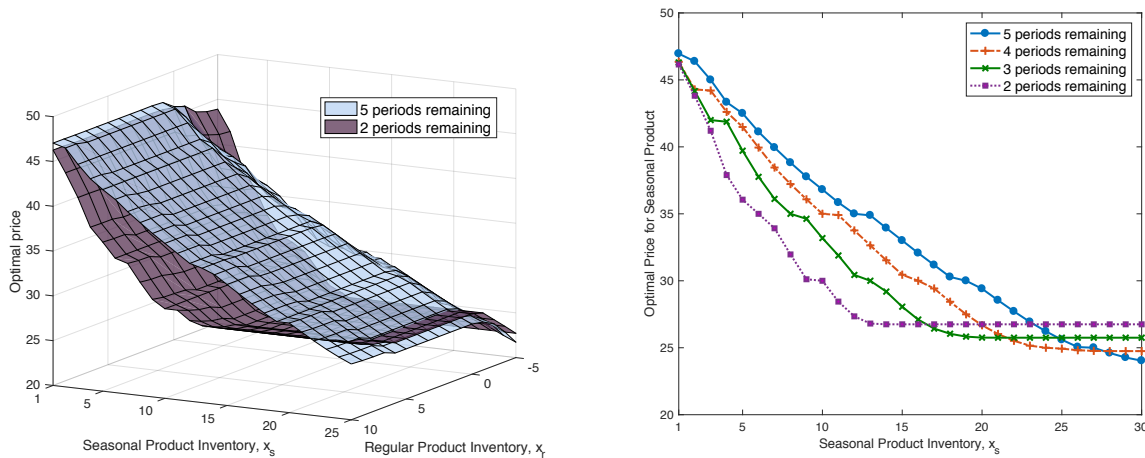 50
45
40
35
30
25
20
Optimal price
5 periods remaining
2 periods remaining
1
5
10
15
20
25
Seasonal Product Inventory, x_s
10
5
0
-5
Regular Product Inventory, x_r
50
45
40
35
30
25
20
Optimal Price for Seasonal Product
5 periods remaining
4 periods remaining
3 periods remaining
2 periods remaining
1
5
10
15
20
25
30
Seasonal Product Inventory, x_s